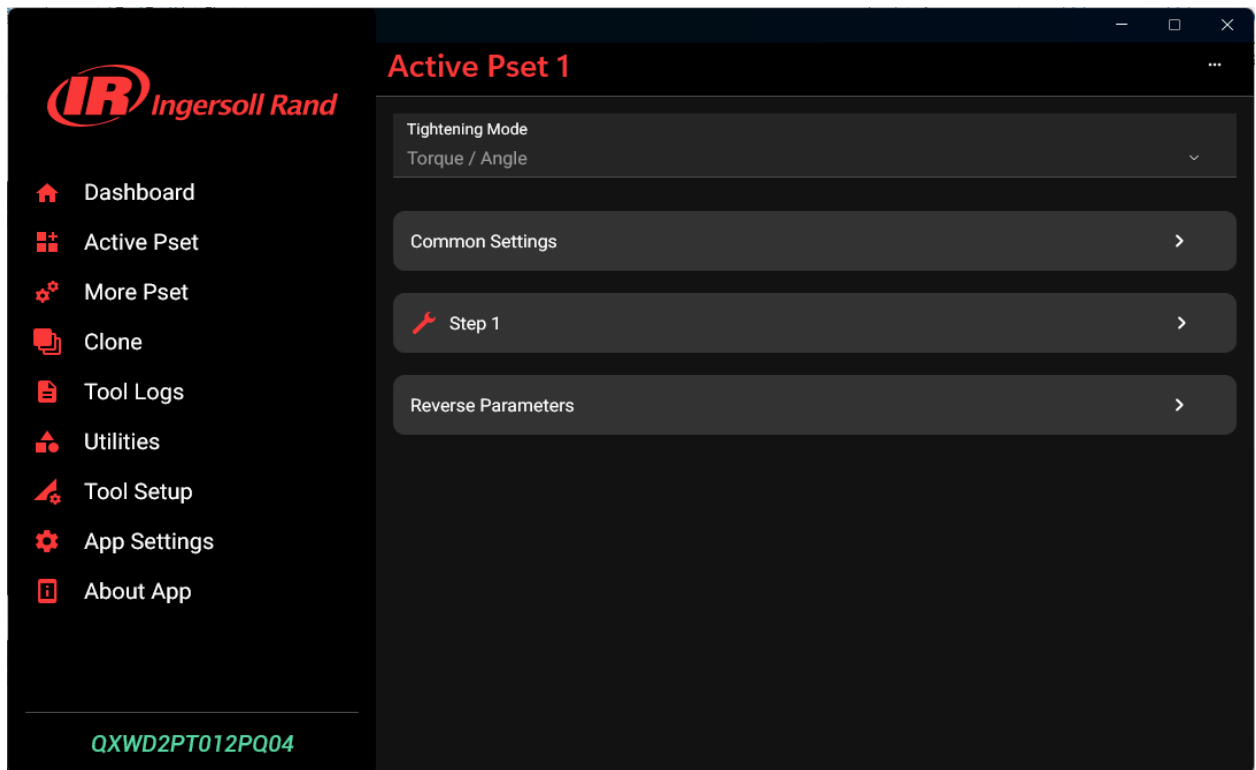 IR Ingersoll Rand
Dashboard
Active Pset
More Pset
Clone
Tool Logs
Utilities
Tool Setup
App Settings
About App
QXWD2PT012PQ04
Active Pset 1
Tightening Mode
Torque / Angle
Common Settings
Step 1
Reverse Parameters